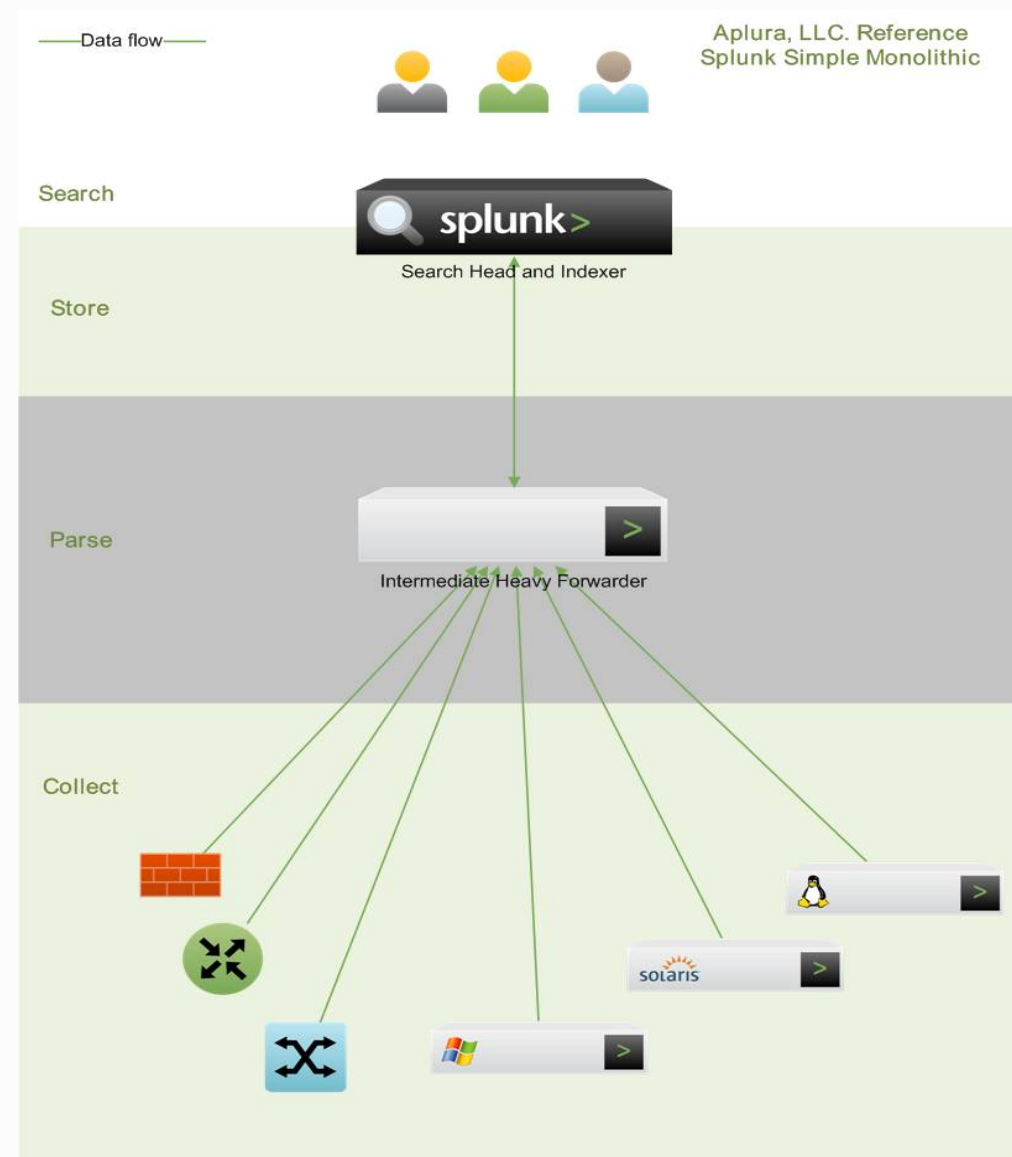 Data flow
Aplura, LLC. Reference
Splunk Simple Monolithic
Search
splunk>
Search Head and Indexer
Store
Parse
>
Intermediate Heavy Forwarder
Collect
>
solaris >
>